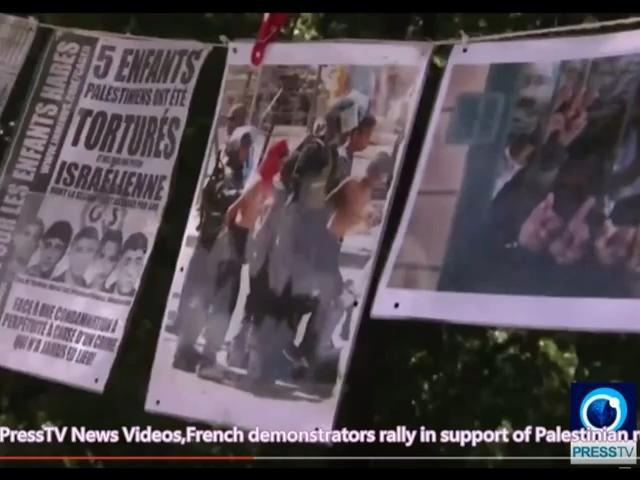 POUR LES ENFANTS HARES
5 ENFANTS
PALESTINIENS ONT ÉTÉ
TORTURÉS
ISRAÉLIENNE
FACE À UNE CONDAMNATION À
PERPÉTUITÉ À CAUSE D'UN CRIME
QUI N'A JAMAIS EU LIEU!
PressTV News Videos,French demonstrators rally in support of Palestinian
PRESSTV